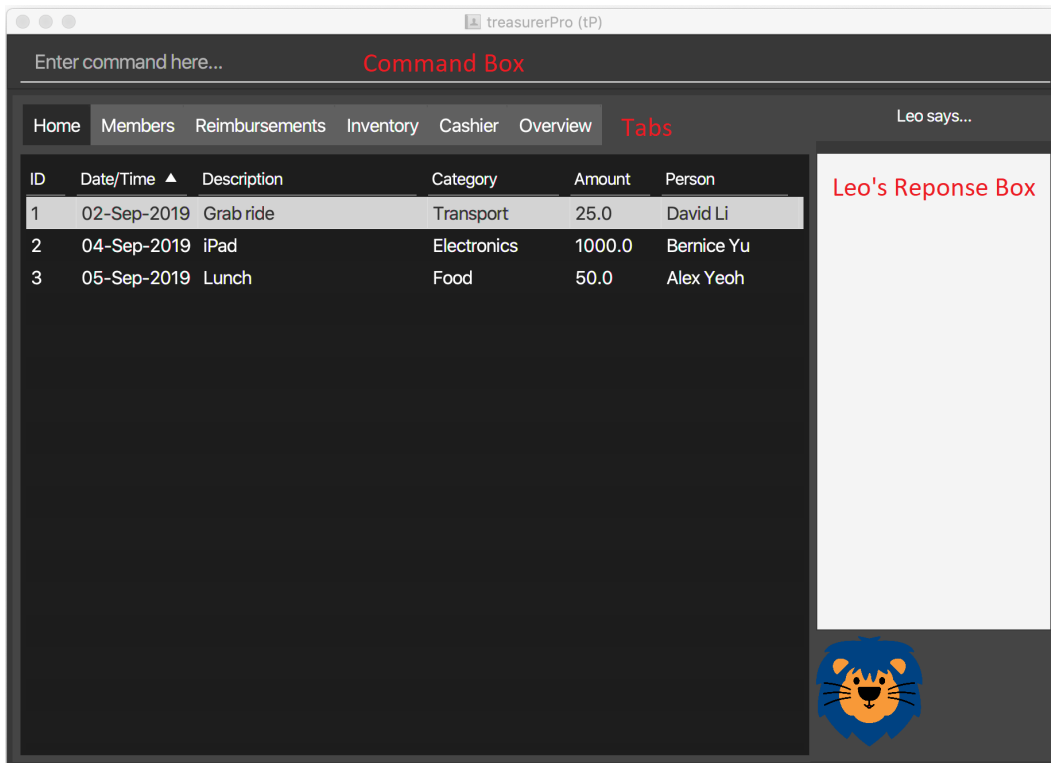 treasurerPro (tP)
Enter command here... Command Box
Home Members Reimbursements Inventory Cashier Overview Tabs
Leo says...
ID Date/Time ▲ Description Category Amount Person
1 02-Sep-2019 Grab ride Transport 25.0 David Li
2 04-Sep-2019 iPad Electronics 1000.0 Bernice Yu
3 05-Sep-2019 Lunch Food 50.0 Alex Yeoh
Leo's Reponse Box